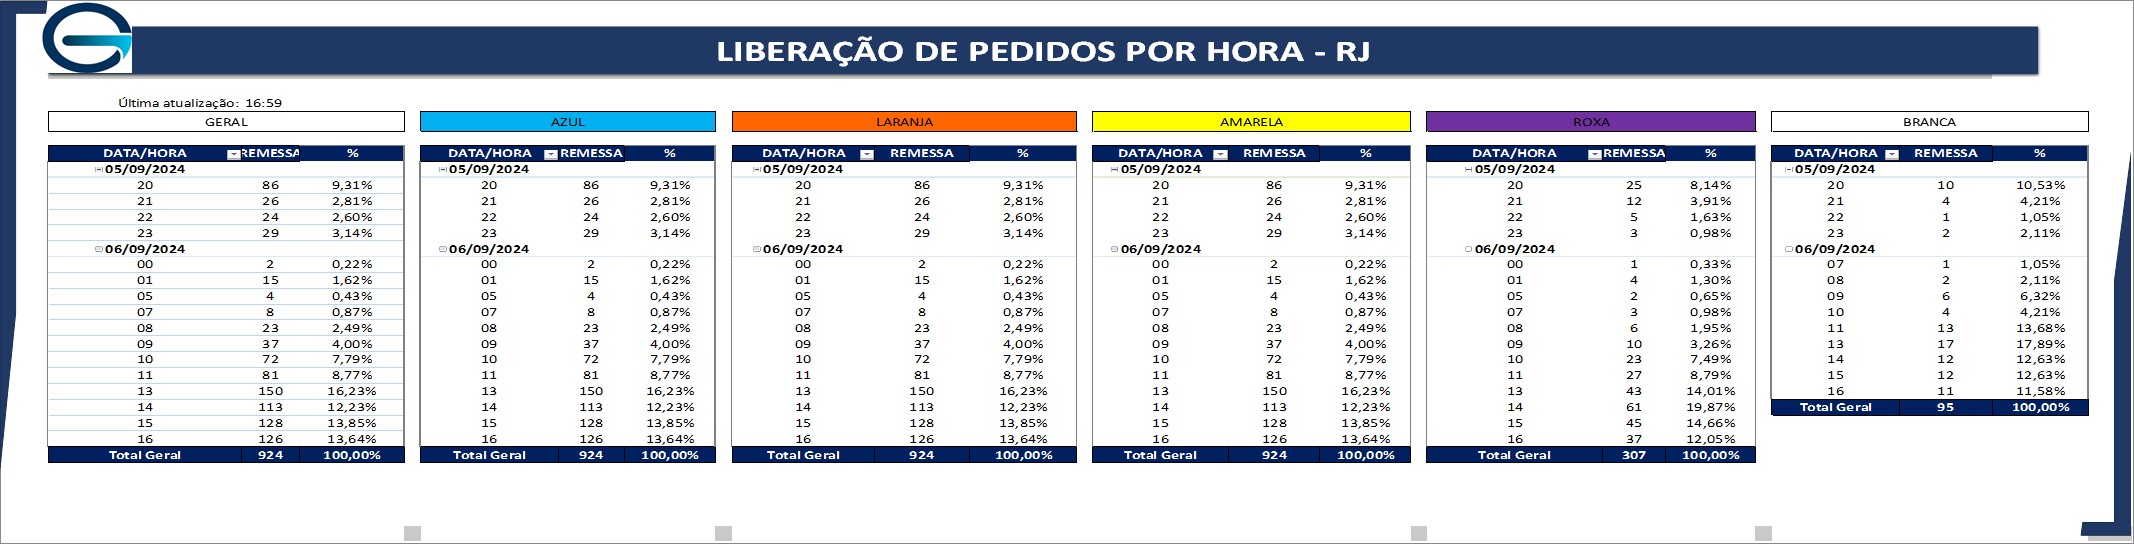 LIBERAÇÃO DE PEDIDOS POR HORA - RJ
Última atualização: 16:59
GERAL AZUL LARANJA AMARELA ROXA BRANCA
DATA/HORA REMESSA % DATA/HORA REMESSA % DATA/HORA REMESSA % DATA/HORA REMESSA % DATA/HORA REMESSA % DATA/HORA REMESSA %
05/09/2024 05/09/2024 05/09/2024 05/09/2024 05/09/2024 05/09/2024
20 86 9,31% 20 86 9,31% 20 86 9,31% 20 86 9,31% 20 25 8,14% 20 10 10,53%
21 26 2,81% 21 26 2,81% 21 26 2,81% 21 26 2,81% 21 12 3,91% 21 4 4,21%
22 24 2,60% 22 24 2,60% 22 24 2,60% 22 24 2,60% 22 5 1,63% 22 1 1,05%
23 29 3,14% 23 29 3,14% 23 29 3,14% 23 29 3,14% 23 3 0,98% 23 2 2,11%
06/09/2024 06/09/2024 06/09/2024 06/09/2024 06/09/2024 06/09/2024
00 2 0,22% 00 2 0,22% 00 2 0,22% 00 2 0,22% 00 1 0,33% 07 1 1,05%
01 15 1,62% 01 15 1,62% 01 15 1,62% 01 15 1,62% 01 4 1,30% 08 2 2,11%
05 4 0,43% 05 4 0,43% 05 4 0,43% 05 4 0,43% 05 2 0,65% 09 6 6,32%
07 8 0,87% 07 8 0,87% 07 8 0,87% 07 8 0,87% 07 3 0,98% 10 4 4,21%
08 23 2,49% 08 23 2,49% 08 23 2,49% 08 23 2,49% 08 6 1,95% 11 13 13,68%
09 37 4,00% 09 37 4,00% 09 37 4,00% 09 37 4,00% 09 10 3,26% 13 17 17,89%
10 72 7,79% 10 72 7,79% 10 72 7,79% 10 72 7,79% 10 23 7,49% 14 12 12,63%
11 81 8,77% 11 81 8,77% 11 81 8,77% 11 81 8,77% 11 27 8,79% 15 12 12,63%
13 150 16,23% 13 150 16,23% 13 150 16,23% 13 150 16,23% 13 43 14,01% 16 11 11,58%
14 113 12,23% 14 113 12,23% 14 113 12,23% 14 113 12,23% 14 61 19,87% Total Geral 95 100,00%
15 128 13,85% 15 128 13,85% 15 128 13,85% 15 128 13,85% 15 45 14,66%
16 126 13,64% 16 126 13,64% 16 126 13,64% 16 126 13,64% 16 37 12,05%
Total Geral 924 100,00% Total Geral 924 100,00% Total Geral 924 100,00% Total Geral 924 100,00% Total Geral 307 100,00%